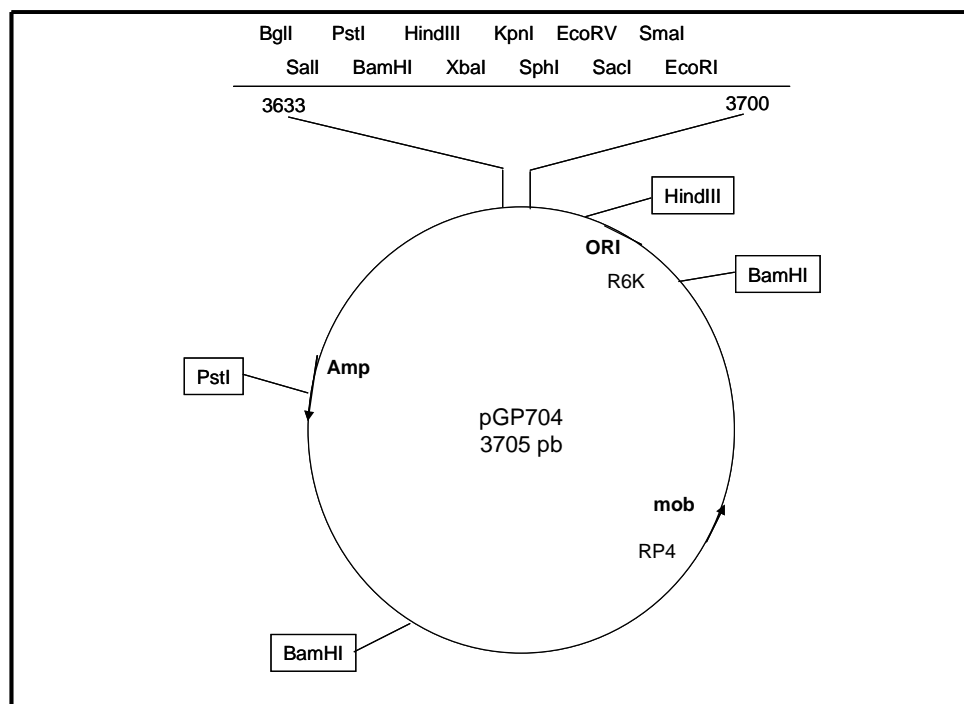 BglI PstI HindIII KpnI EcoRV SmaI
SalI BamHI XbaI SphI SacI EcoRI
3633 3700
HindIII
ORI
R6K
BamHI
Amp
PstI
pGP704
3705 pb
mob
RP4
BamHI